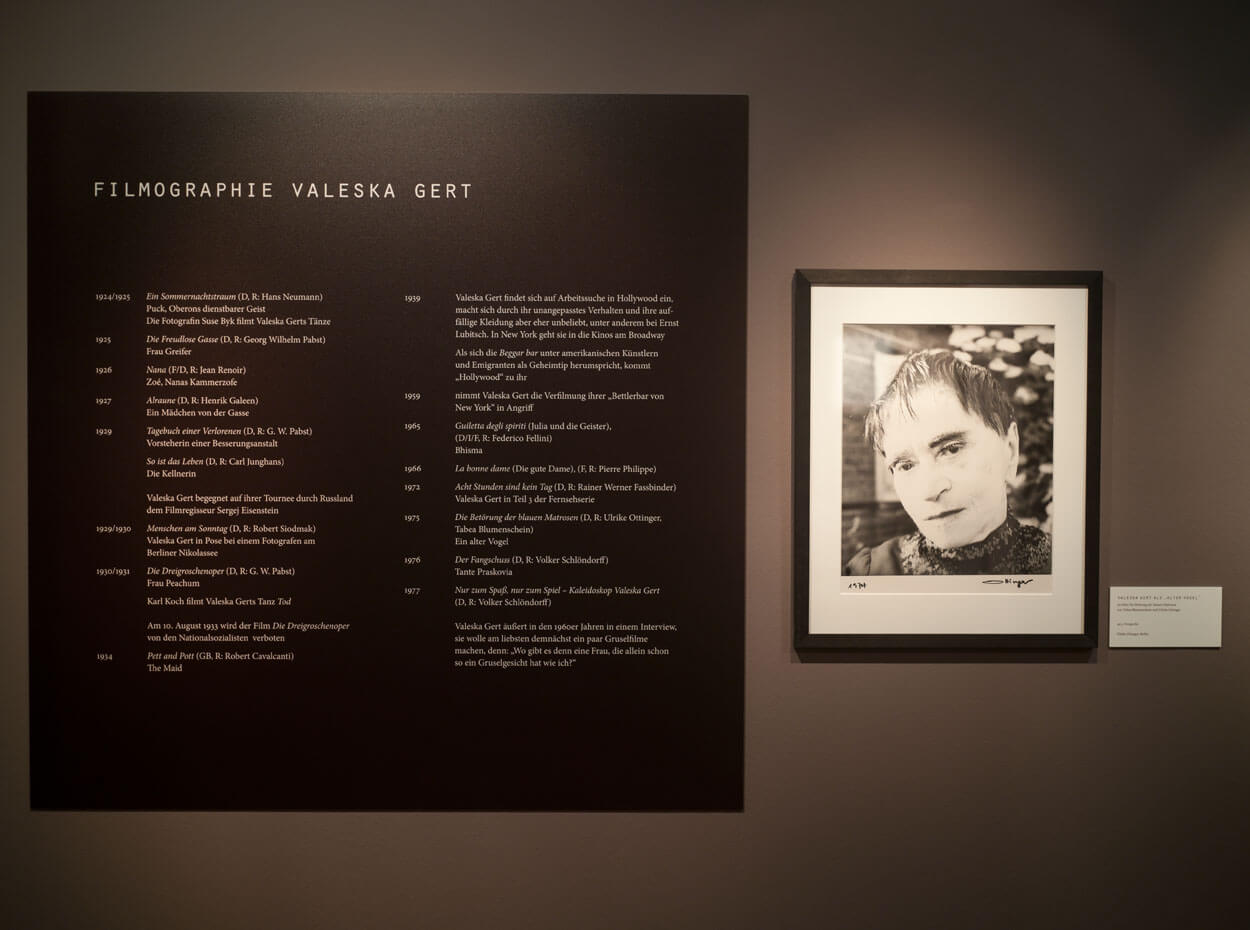 FILMOGRAPHIE VALESKA GERT
1924/1925 Ein Sommernachtstraum (D, R: Hans Neumann)
Puck, Oberons dienstbarer Geist
Die Fotografin Suse Byk filmt Valeska Gerts Tänze
1925 Die Freudlose Gasse (D, R: Georg Wilhelm Pabst)
Frau Greifer
1926 Nana (F/D, R: Jean Renoir)
Zoé, Nanas Kammerzofe
1927 Alraune (D, R: Henrik Galeen)
Ein Mädchen von der Gasse
1929 Tagebuch einer Verlorenen (D, R: G. W. Pabst)
Vorsteherin einer Besserungsanstalt
So ist das Leben (D, R: Carl Junghans)
Die Kellnerin
Valeska Gert begegnet auf ihrer Tournee durch Russland
dem Filmregisseur Sergej Eisenstein
1929/1930 Menschen am Sonntag (D, R: Robert Siodmak)
Valeska Gert in Pose bei einem Fotografen am
Berliner Nikolassee
1930/1931 Die Dreigroschenoper (D, R: G. W. Pabst)
Frau Peachum
Karl Koch filmt Valeska Gerts Tanz Tod
Am 10. August 1933 wird der Film Die Dreigroschenoper
von den Nationalsozialisten verboten
1934 Pett and Pott (GB, R: Robert Cavalcanti)
The Maid
1939 Valeska Gert findet sich auf Arbeitssuche in Hollywood ein,
macht sich durch ihr unangepasstes Verhalten und ihre auf-
fällige Kleidung aber eher unbeliebt, unter anderem bei Ernst
Lubitsch. In New York geht sie in die Kinos am Broadway
Als sich die Beggar bar unter amerikanischen Künstlern
und Emigranten als Geheimtip herumspricht, kommt
„Hollywood“ zu ihr
1959 nimmt Valeska Gert die Verfilmung ihrer „Bettlerbar von
New York“ in Angriff
1965 Guiletta degli spiriti (Julia und die Geister),
(D/I/F, R: Federico Fellini)
Bhisma
1966 La bonne dame (Die gute Dame), (F, R: Pierre Philippe)
1972 Acht Stunden sind kein Tag (D, R: Rainer Werner Fassbinder)
Valeska Gert in Teil 3 der Fernsehserie
1975 Die Betörung der blauen Matrosen (D, R: Ulrike Ottinger,
Tabea Blumenschein)
Ein alter Vogel
1976 Der Fangschuss (D, R: Volker Schlöndorff)
Tante Praskovia
1977 Nur zum Spaß, nur zum Spiel – Kaleidoskop Valeska Gert
(D, R: Volker Schlöndorff)
Valeska Gert äußert in den 1960er Jahren in einem Interview,
sie wolle am liebsten demnächst ein paar Gruselfilme
machen, denn: „Wo gibt es denn eine Frau, die allein schon
so ein Gruselgesicht hat wie ich?“
VALESKA GERT ALS „ALTER VOGEL“